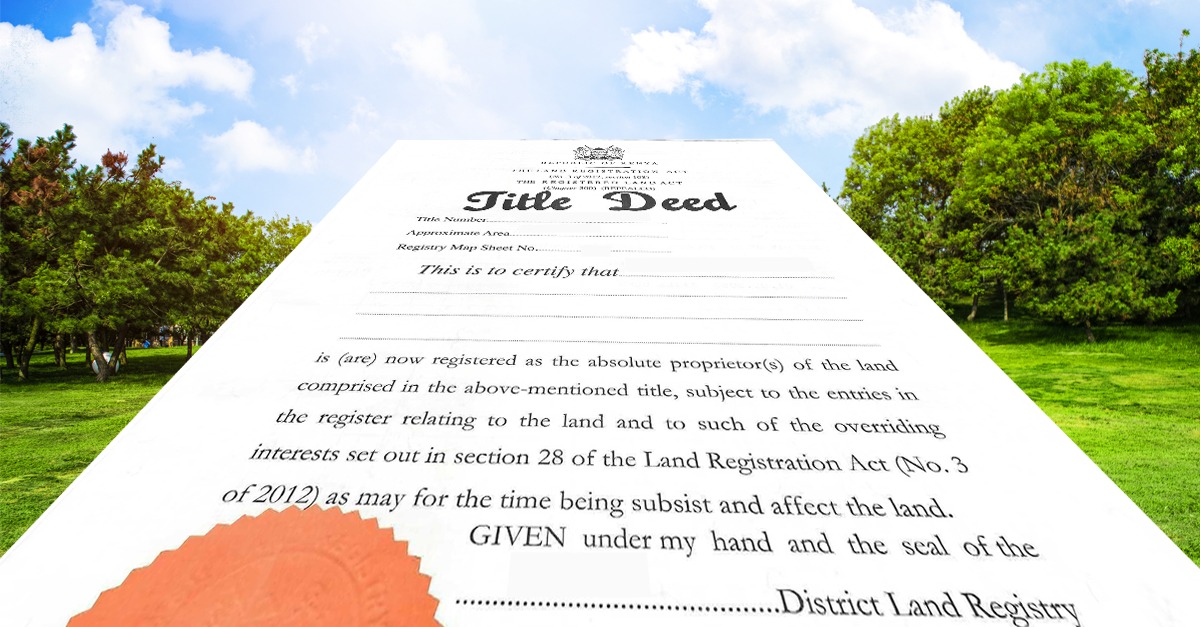 REPUBLIC OF KENYA
THE LAND REGISTRATION ACT
THE REGISTERED LAND ACT
(Chapter 300) (REPEALED)
Title Deed
Title Number
Approximate Area
Registry Map Sheet No.
This is to certify that
is (are) now registered as the absolute proprietor(s) of the land
comprised in the above-mentioned title, subject to the entries in
the register relating to the land and to such of the overriding
interests set out in section 28 of the Land Registration Act (No. 3
of 2012) as may for the time being subsist and affect the land.
GIVEN under my hand and the seal of the
District Land Registry